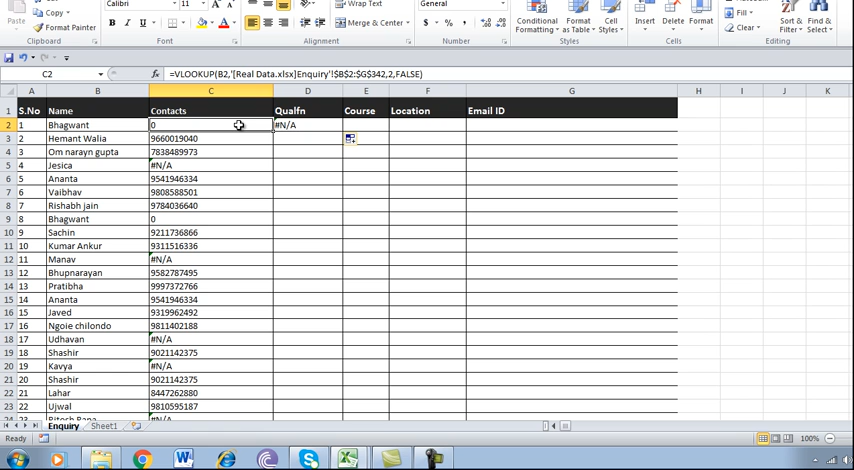 Paste
Copy
Format Painter
Clipboard
Calibri
11
B I U
Font
Merge & Center
Alignment
General
$ % ,
Number
Conditional Formatting
Format as Table
Cell Styles
Styles
Insert Delete Format
Cells
Fill
Clear
Sort & Filter
Find & Select
Editing
C2
fx =VLOOKUP(B2,'[Real Data.xlsx]Enquiry'!$B$2:$G$342,2,FALSE)
A B C D E F G H I J K
1 S.No Name Contacts Qualfn Course Location Email ID
2 1 Bhagwant 0 #N/A
3 2 Hemant Walia 9660019040
4 3 Om narayn gupta 7838489973
5 4 Jesica #N/A
6 5 Ananta 9541946334
7 6 Vaibhav 9808588501
8 7 Rishabh jain 9784036640
9 8 Bhagwant 0
10 9 Sachin 9211736866
11 10 Kumar Ankur 9311516336
12 11 Manav #N/A
13 12 Bhupnarayan 9582787495
14 13 Pratibha 9997372766
15 14 Ananta 9541946334
16 15 Javed 9319962492
17 16 Ngoie chilondo 9811402188
18 17 Udhavan #N/A
19 18 Shashir 9021142375
20 19 Kavya #N/A
21 20 Shashir 9021142375
22 21 Lahar 8447262880
23 22 Ujwal 9810595187
24 23 Ritesh Rana #N/A
Enquiry Sheet1
Ready
100%